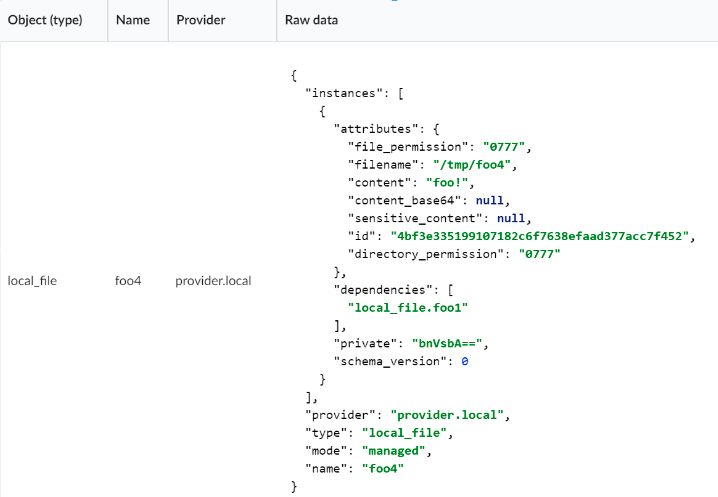 Object (type) Name Provider Raw data
{
"instances": [
{
"attributes": {
"file_permission": "0777",
"filename": "/tmp/foo4",
"content": "foo!",
"content_base64": null,
"sensitive_content": null,
"id": "4bf3e335199107182c6f7638efaad377acc7f452",
"directory_permission": "0777"
},
local_file foo4 provider.local
"dependencies": [
"local_file.foo1"
],
"private": "bnVsbA==",
"schema_version": 0
}
],
"provider": "provider.local",
"type": "local_file",
"mode": "managed",
"name": "foo4"
}